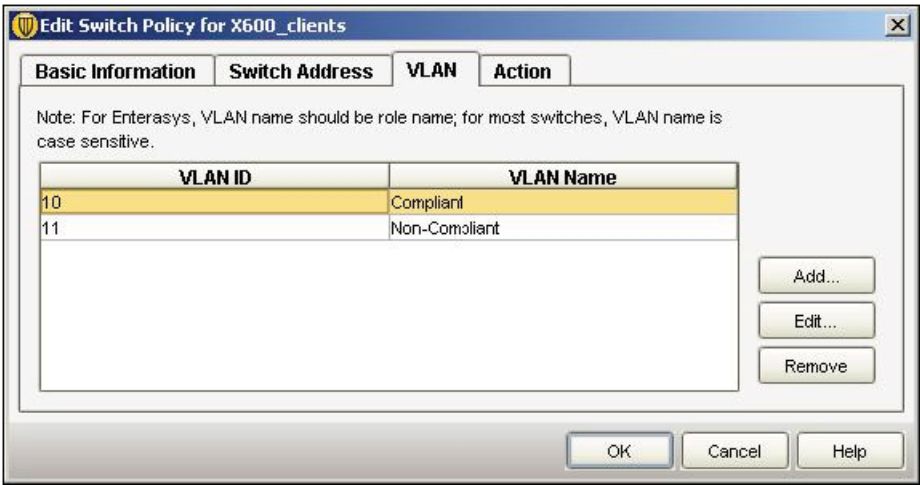 Edit Switch Policy for X600_clients
Basic Information Switch Address VLAN Action
Note: For Enterasys, VLAN name should be role name; for most switches, VLAN name is
case sensitive.
VLAN ID VLAN Name
10 Compliant
11 Non-Compliant
Add...
Edit...
Remove
OK Cancel Help